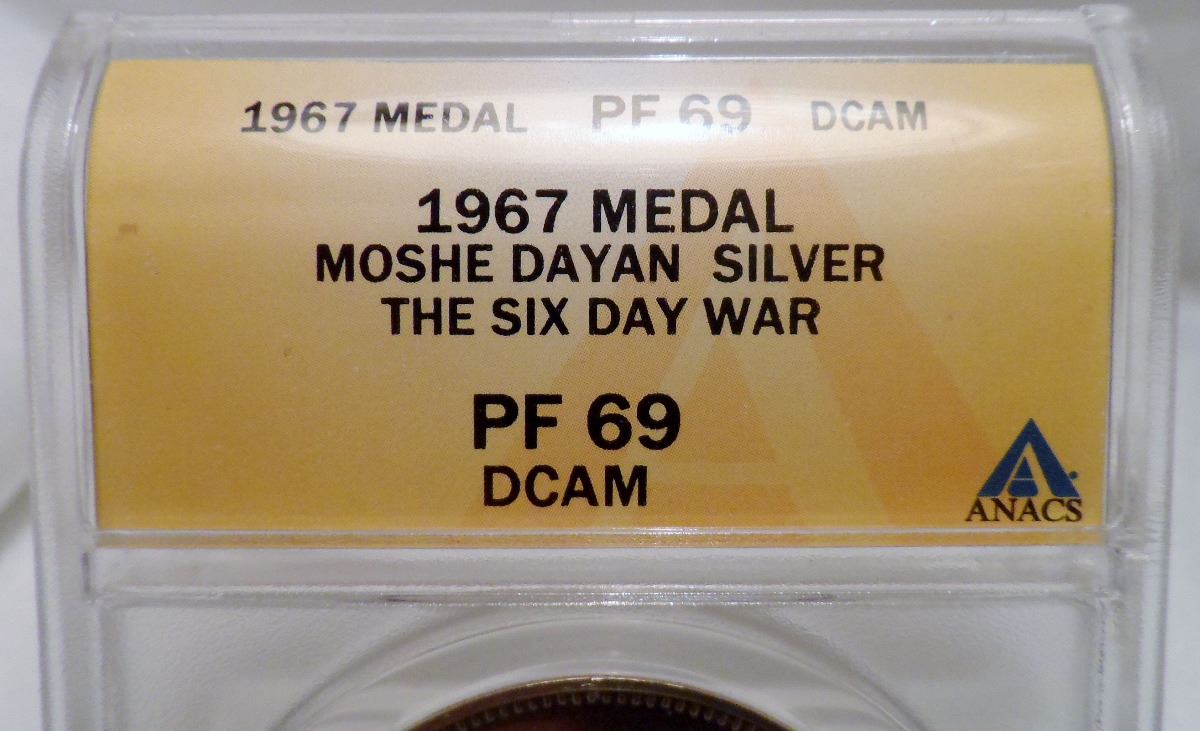 1967 MEDAL PF 69 DCAM
1967 MEDAL
MOSHE DAYAN SILVER
THE SIX DAY WAR
PF 69
DCAM
ANACS